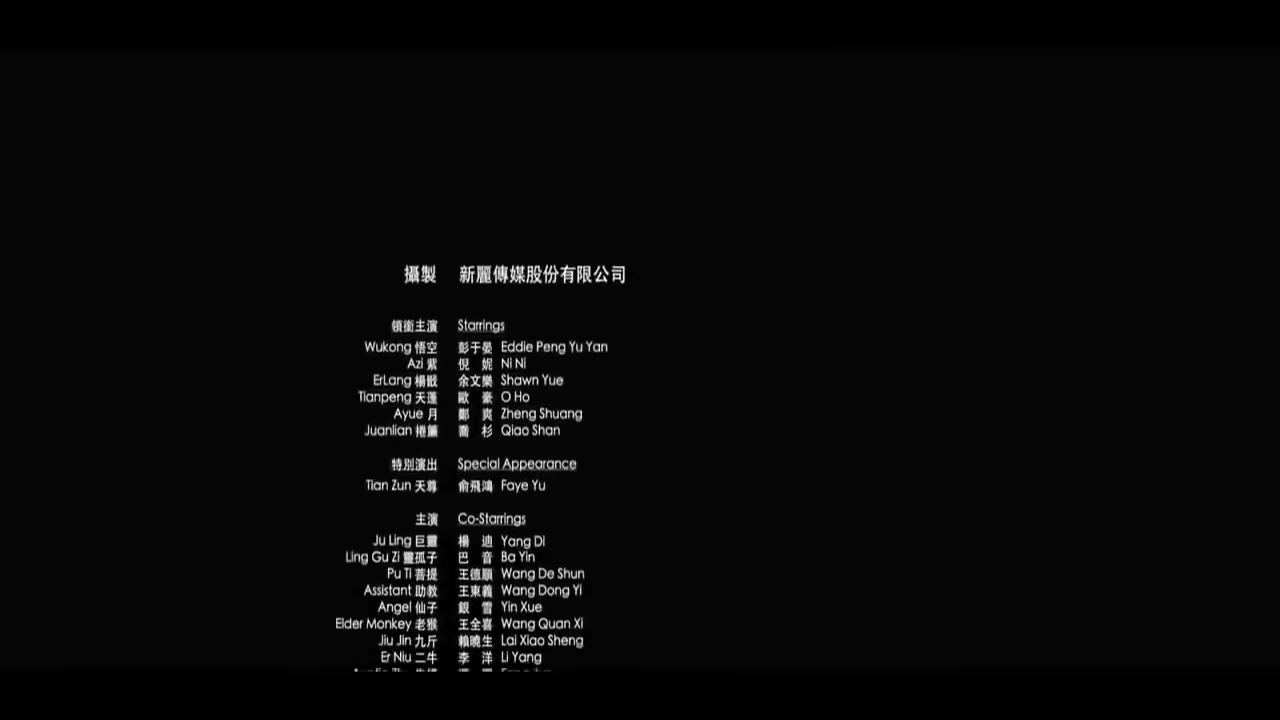 攝製 新麗傳媒股份有限公司
領銜主演 Starrings
Wukong 悟空 彭于晏 Eddie Peng Yu Yan
Azi 紫 倪 妮 Ni Ni
ErLang 楊戩 余文樂 Shawn Yue
Tianpeng 天蓬 歐 豪 O Ho
Ayue 月 鄭 爽 Zheng Shuang
Juanlian 捲簾 喬 杉 Qiao Shan
特別演出 Special Appearance
Tian Zun 天尊 俞飛鴻 Faye Yu
主演 Co-Starrings
Ju Ling 巨靈 楊 迪 Yang Di
Ling Gu Zi 靈孤子 巴 音 Ba Yin
Pu Ti 菩提 王德順 Wang De Shun
Assistant 助教 王東義 Wang Dong Yi
Angel 仙子 銀 雪 Yin Xue
Elder Monkey 老猴 王全喜 Wang Quan Xi
Jiu Jin 九斤 賴曉生 Lai Xiao Sheng
Er Niu 二牛 李 洋 Li Yang